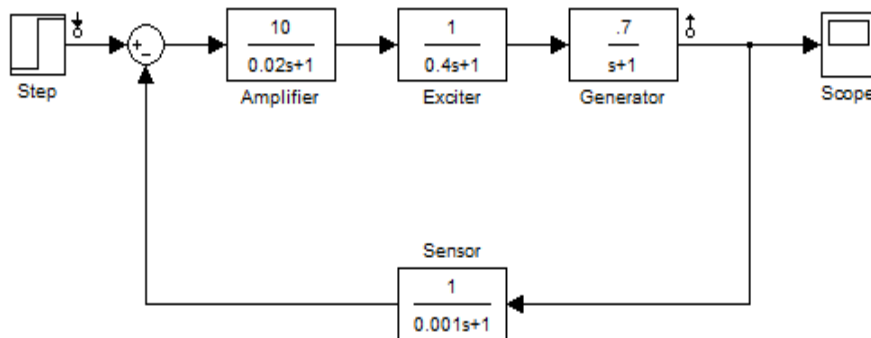 10
0.02s+1
1
0.4s+1
.7
s+1
+
-
Step
Amplifier
Exciter
Generator
Scope
Sensor
1
0.001s+1